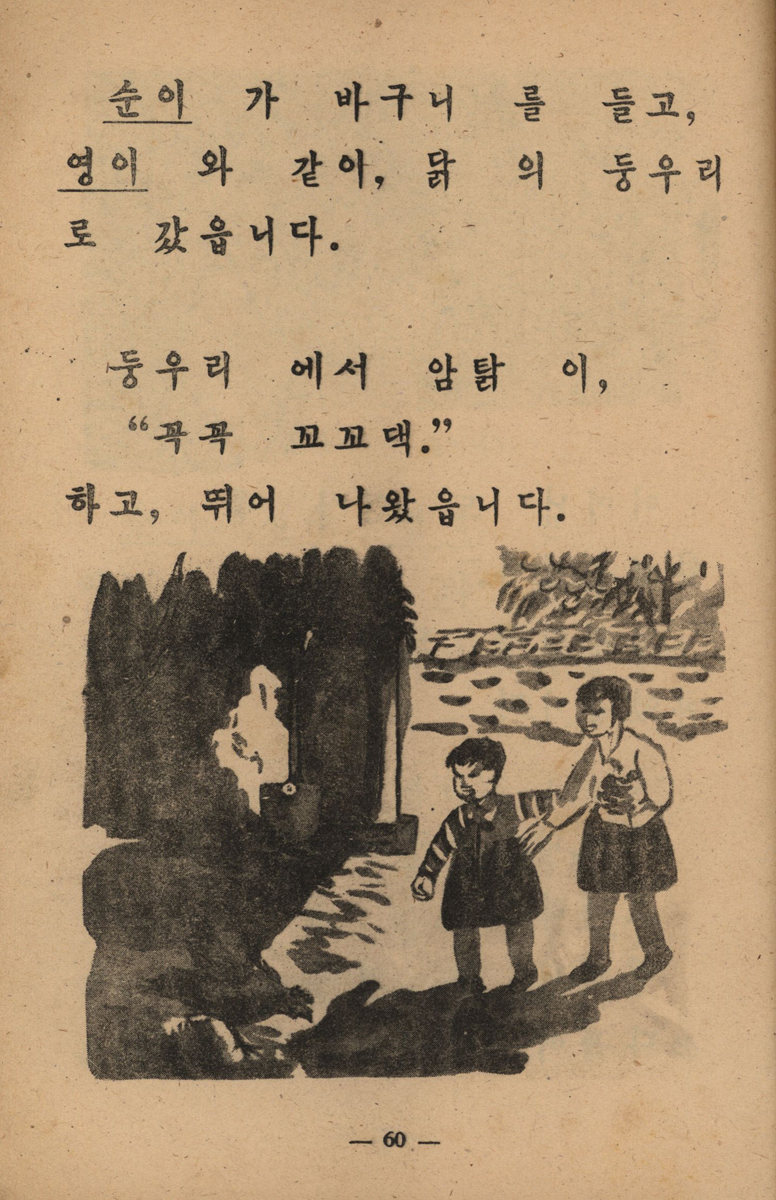 순이 가 바구니 를 들고,
영이 와 같이, 닭 의 둥우리
로 갔읍니다.
둥우리 에서 암탉 이,
“꼭꼭 꼬꼬댁.”
하고, 뛰어 나왔읍니다.
— 60 —